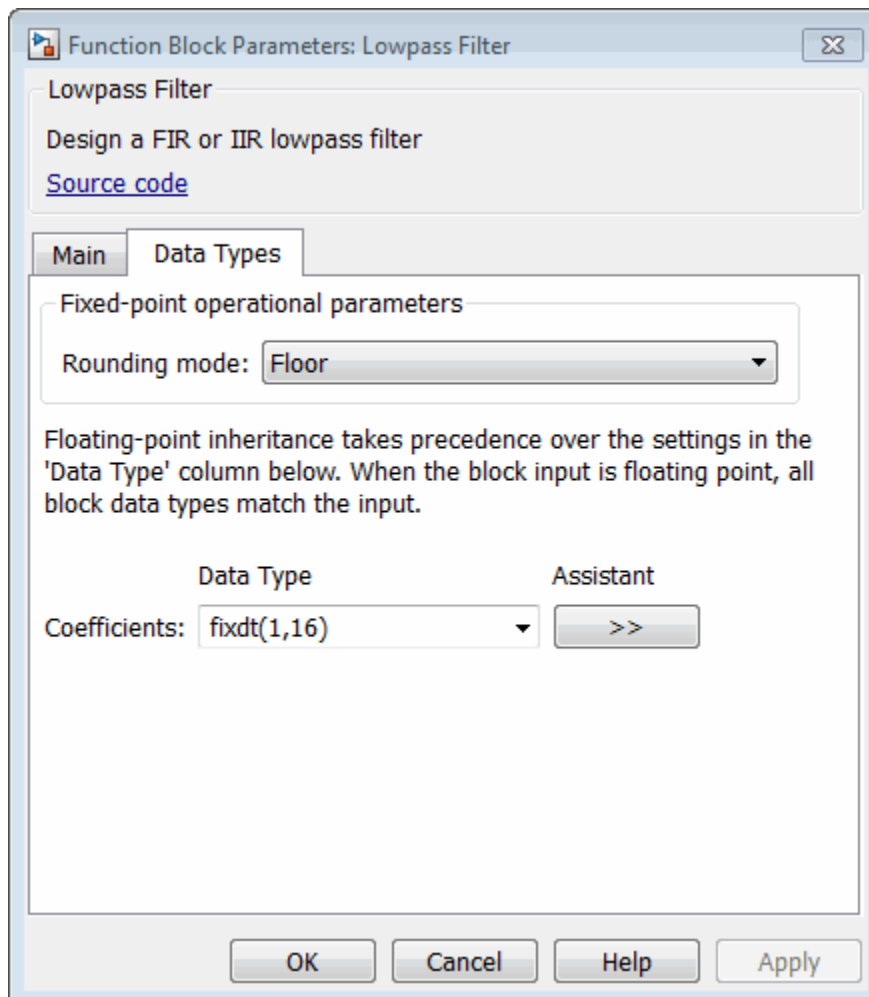 Function Block Parameters: Lowpass Filter
Lowpass Filter
Design a FIR or IIR lowpass filter
Source code
Main Data Types
Fixed-point operational parameters
Rounding mode: Floor
Floating-point inheritance takes precedence over the settings in the
'Data Type' column below. When the block input is floating point, all
block data types match the input.
Data Type Assistant
Coefficients: fixdt(1,16) >>
OK Cancel Help Apply